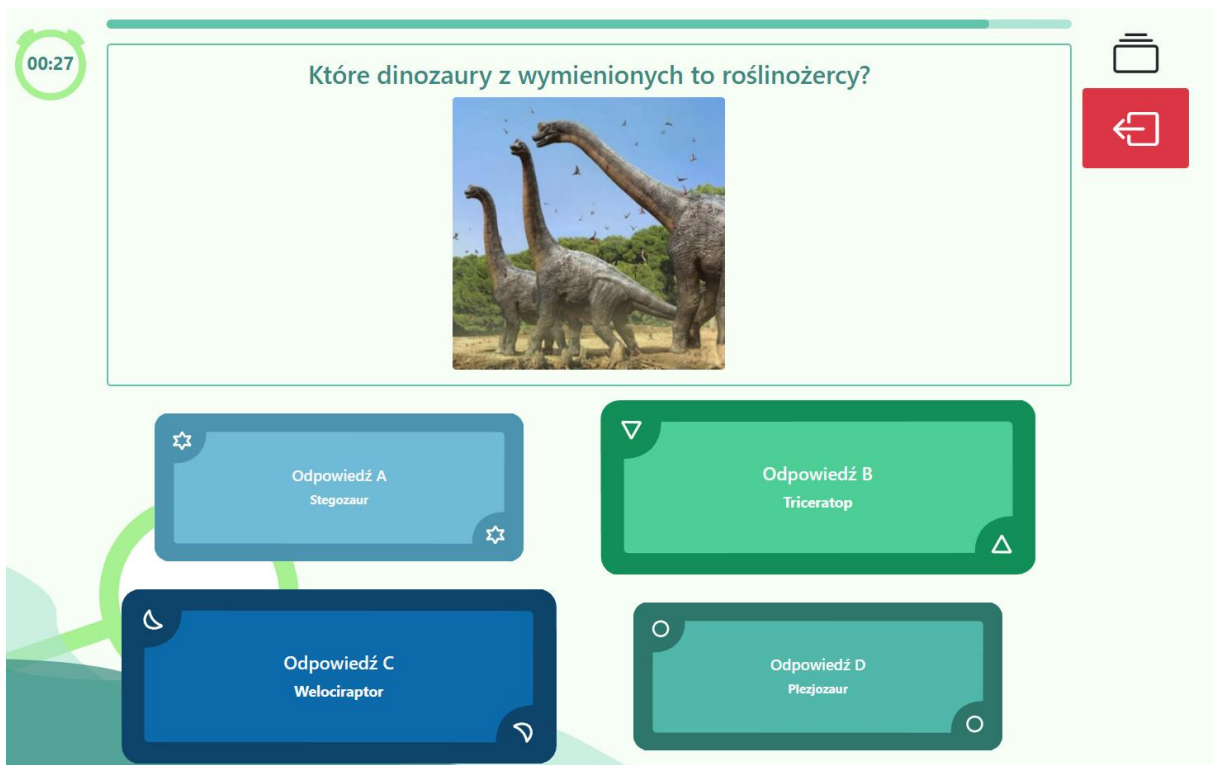 00:27
Które dinozaury z wymienionych to roślinożercy?
Odpowiedź A
Stegozaur
Odpowiedź B
Triceratop
Odpowiedź C
Welociraptor
Odpowiedź D
Plezjozaur